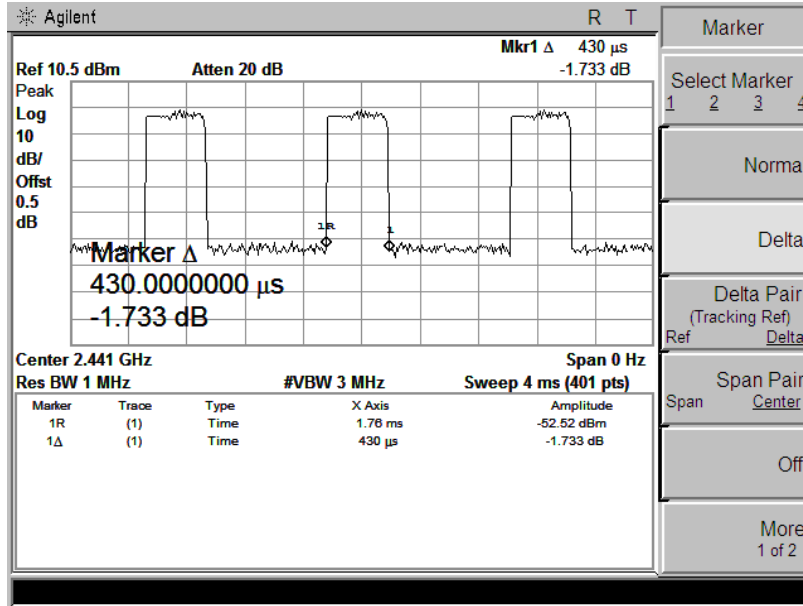 Agilent R T
Mkr1 Δ 430 μs
Ref 10.5 dBm Atten 20 dB -1.733 dB
Peak
Log
10
dB/
Offst
0.5
dB
1R 1
Marker Δ
430.0000000 μs
-1.733 dB
Center 2.441 GHz Span 0 Hz
Res BW 1 MHz #VBW 3 MHz Sweep 4 ms (401 pts)
Marker Trace Type X Axis Amplitude
1R (1) Time 1.76 ms -52.52 dBm
1Δ (1) Time 430 μs -1.733 dB
Marker
Select Marker
1 2 3 4
Norma
Delta
Delta Pair
(Tracking Ref)
Ref Delta
Span Pair
Span Center
Off
More
1 of 2